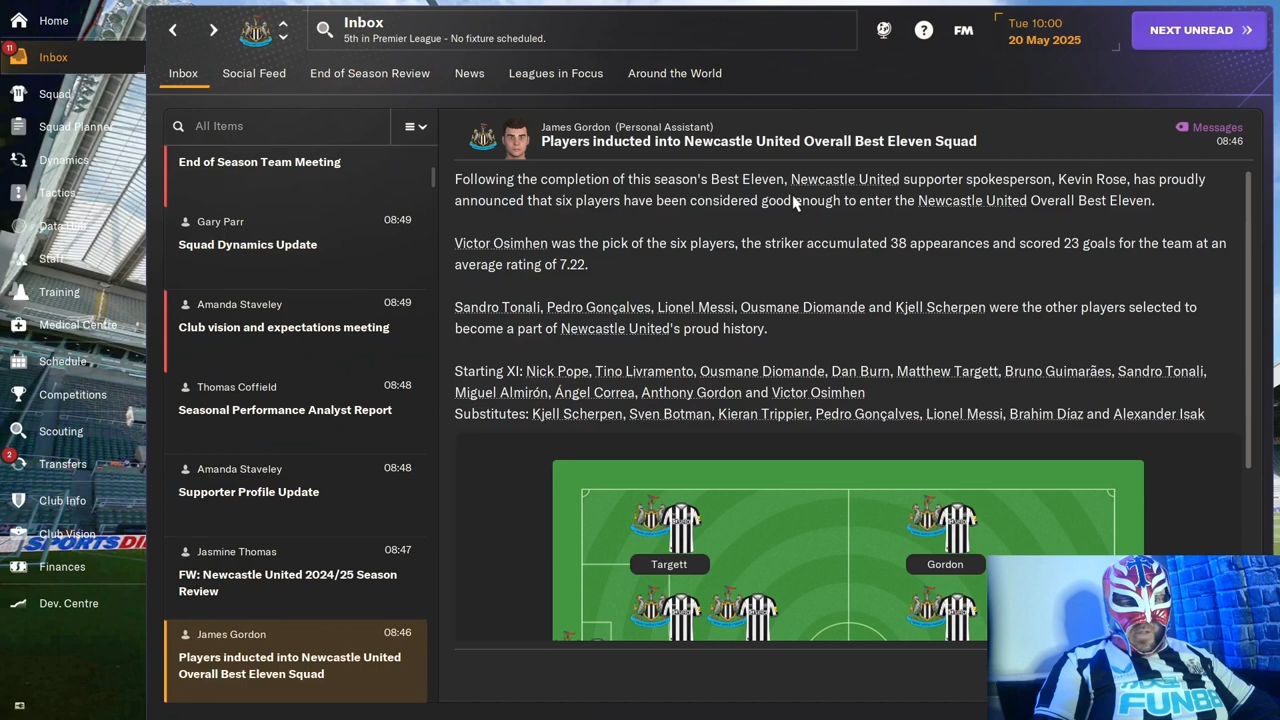 Home
11
Inbox
Squad
Squad Planner
Dynamics
Tactics
Data Hub
Staff
Training
Medical Centre
Schedule
Competitions
Scouting
2
Transfers
Club Info
Club Vision
SPORTS DI
Finances
Dev. Centre
Inbox
5th in Premier League - No fixture scheduled.
?
FM
Tue 10:00
20 May 2025
NEXT UNREAD
Inbox
Social Feed
End of Season Review
News
Leagues in Focus
Around the World
All Items
End of Season Team Meeting
Gary Parr 08:49
Squad Dynamics Update
Amanda Staveley 08:49
Club vision and expectations meeting
Thomas Coffield 08:48
Seasonal Performance Analyst Report
Amanda Staveley 08:48
Supporter Profile Update
Jasmine Thomas 08:47
FW: Newcastle United 2024/25 Season
Review
James Gordon 08:46
Players inducted into Newcastle United
Overall Best Eleven Squad
James Gordon (Personal Assistant)
Players inducted into Newcastle United Overall Best Eleven Squad
Messages
08:46
Following the completion of this season's Best Eleven, Newcastle United supporter spokesperson, Kevin Rose, has proudly
announced that six players have been considered good enough to enter the Newcastle United Overall Best Eleven.
Victor Osimhen was the pick of the six players, the striker accumulated 38 appearances and scored 23 goals for the team at an
average rating of 7.22.
Sandro Tonali, Pedro Gonçalves, Lionel Messi, Ousmane Diomande and Kjell Scherpen were the other players selected to
become a part of Newcastle United's proud history.
Starting XI: Nick Pope, Tino Livramento, Ousmane Diomande, Dan Burn, Matthew Targett, Bruno Guimarães, Sandro Tonali,
Miguel Almirón, Ángel Correa, Anthony Gordon and Victor Osimhen
Substitutes: Kjell Scherpen, Sven Botman, Kieran Trippier, Pedro Gonçalves, Lionel Messi, Brahim Díaz and Alexander Isak
Targett
Gordon
FUN88